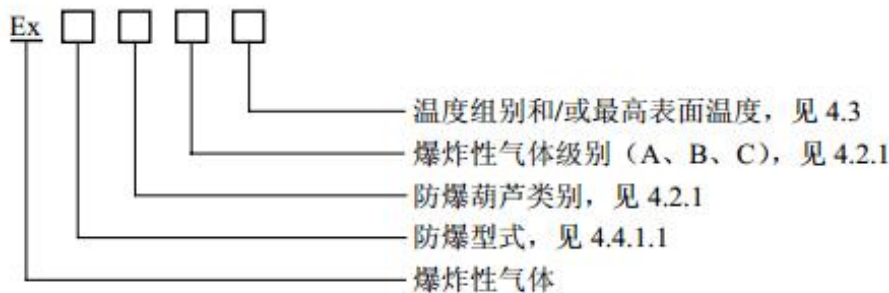 Ex
温度组别和/或最高表面温度，见 4.3
爆炸性气体级别（A、B、C），见 4.2.1
防爆葫芦类别，见 4.2.1
防爆型式，见 4.4.1.1
爆炸性气体